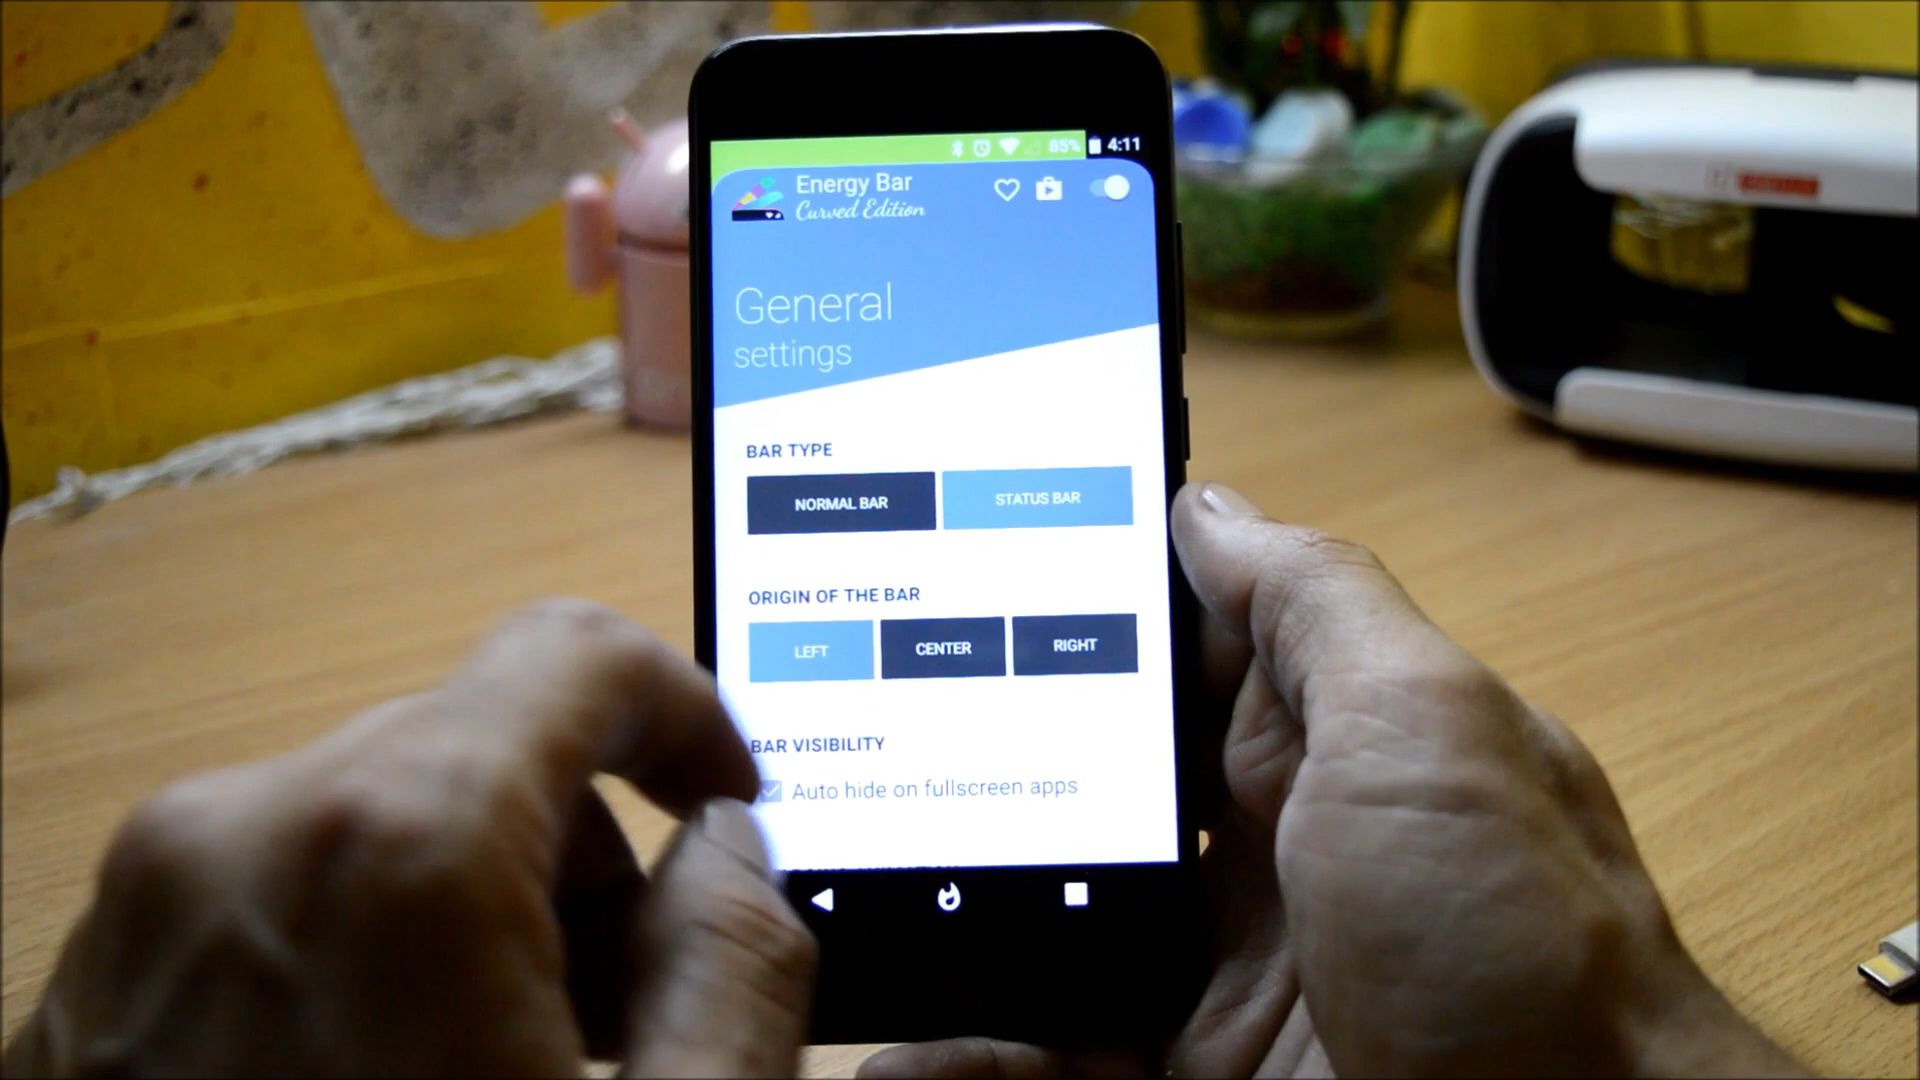 85% 4:11
Energy Bar
Curved Edition
General
settings
BAR TYPE
NORMAL BAR STATUS BAR
ORIGIN OF THE BAR
LEFT CENTER RIGHT
BAR VISIBILITY
Auto hide on fullscreen apps